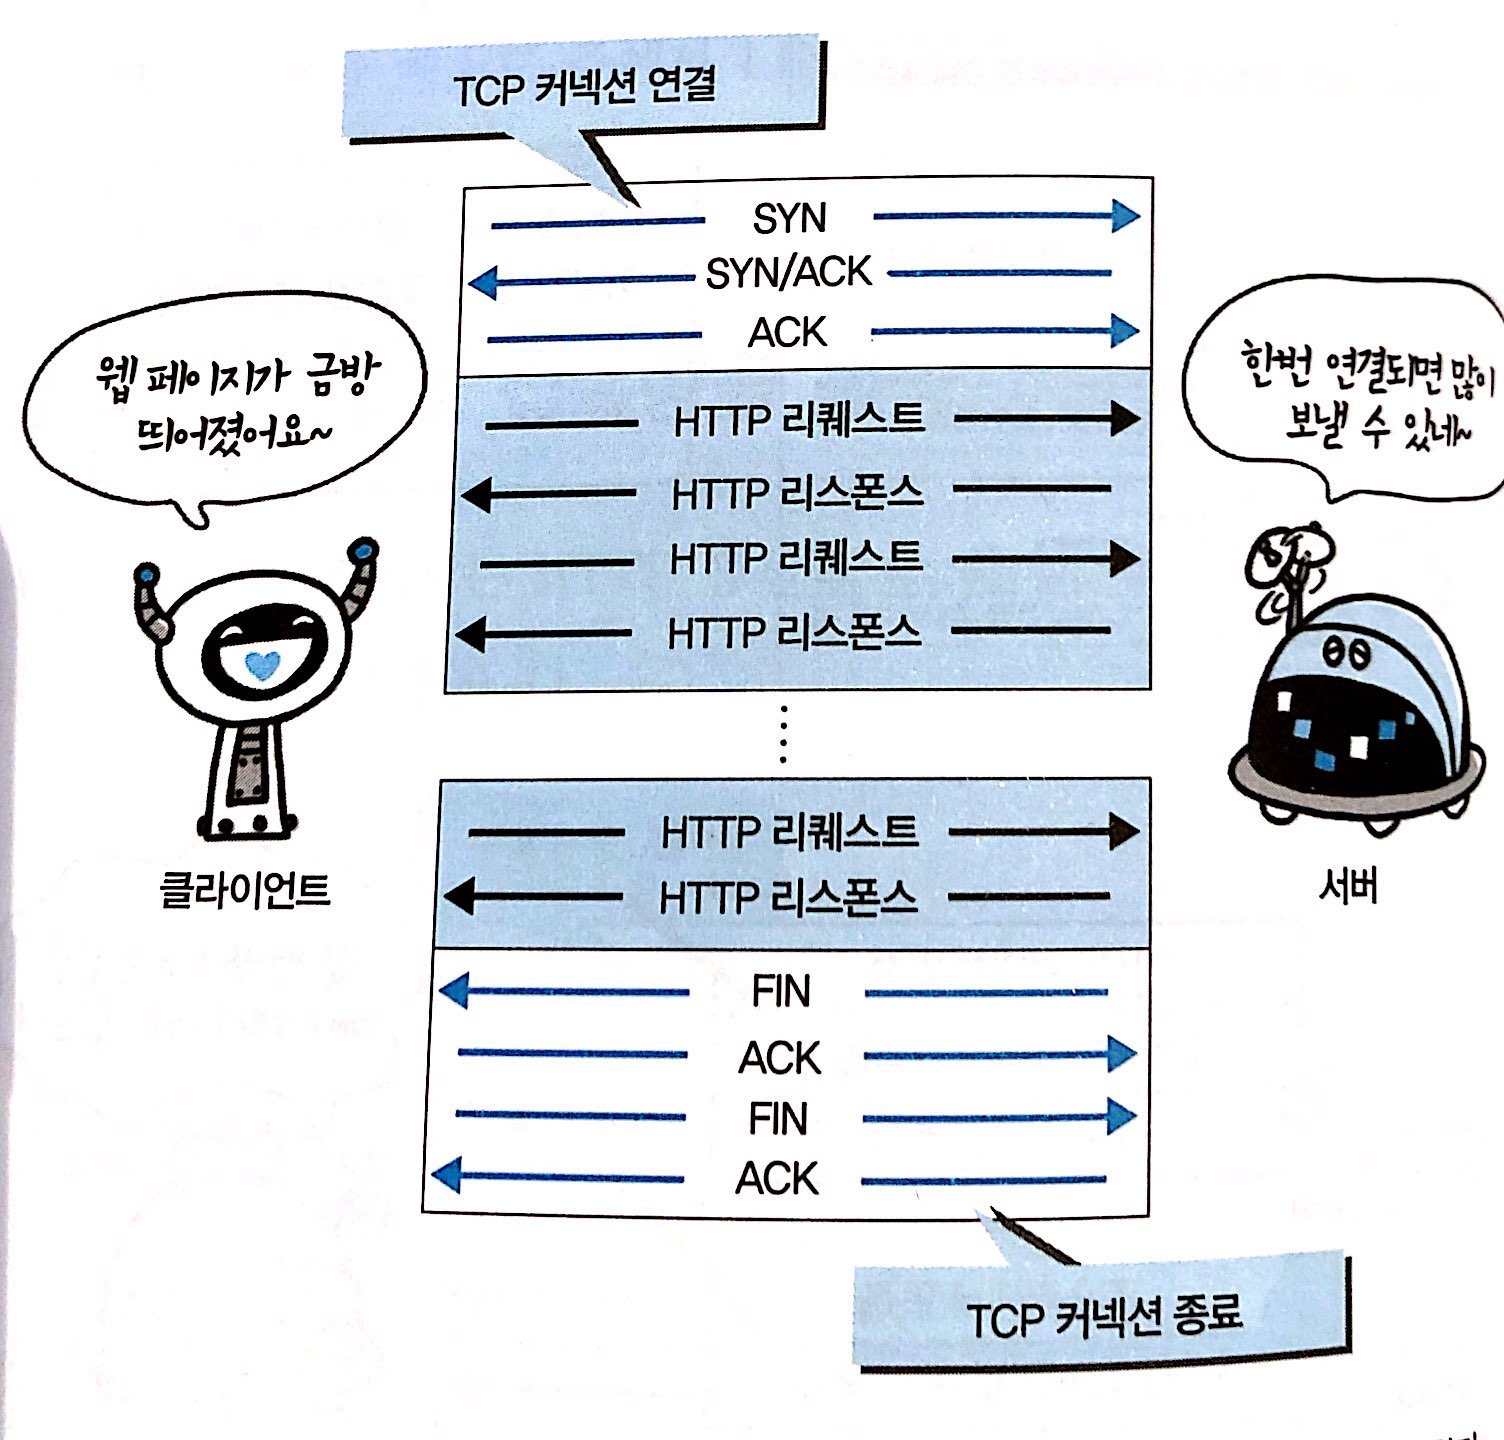 TCP 커넥션 연결
SYN
SYN/ACK
ACK
웹 페이지가 금방
띄어졌어요~
한번 연결되면 많이
보낼 수 있네~
HTTP 리퀘스트
HTTP 리스폰스
HTTP 리퀘스트
HTTP 리스폰스
HTTP 리퀘스트
HTTP 리스폰스
클라이언트
서버
FIN
ACK
FIN
ACK
TCP 커넥션 종료